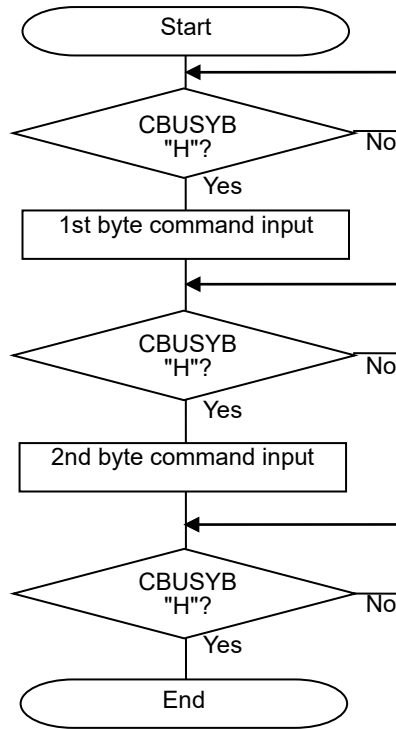 Start
CBUSYB
"H"?
No
Yes
1st byte command input
CBUSYB
"H"?
No
Yes
2nd byte command input
CBUSYB
"H"?
No
Yes
End